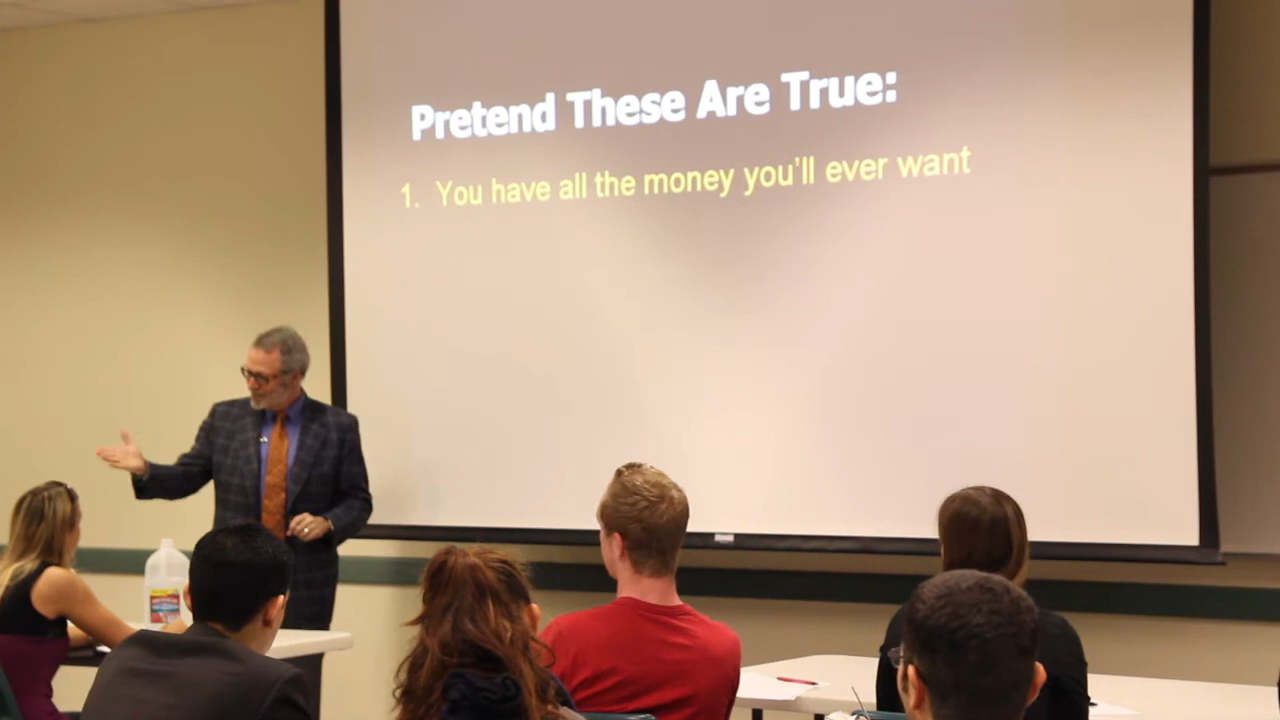 Pretend These Are True:
1. You have all the money you'll ever want